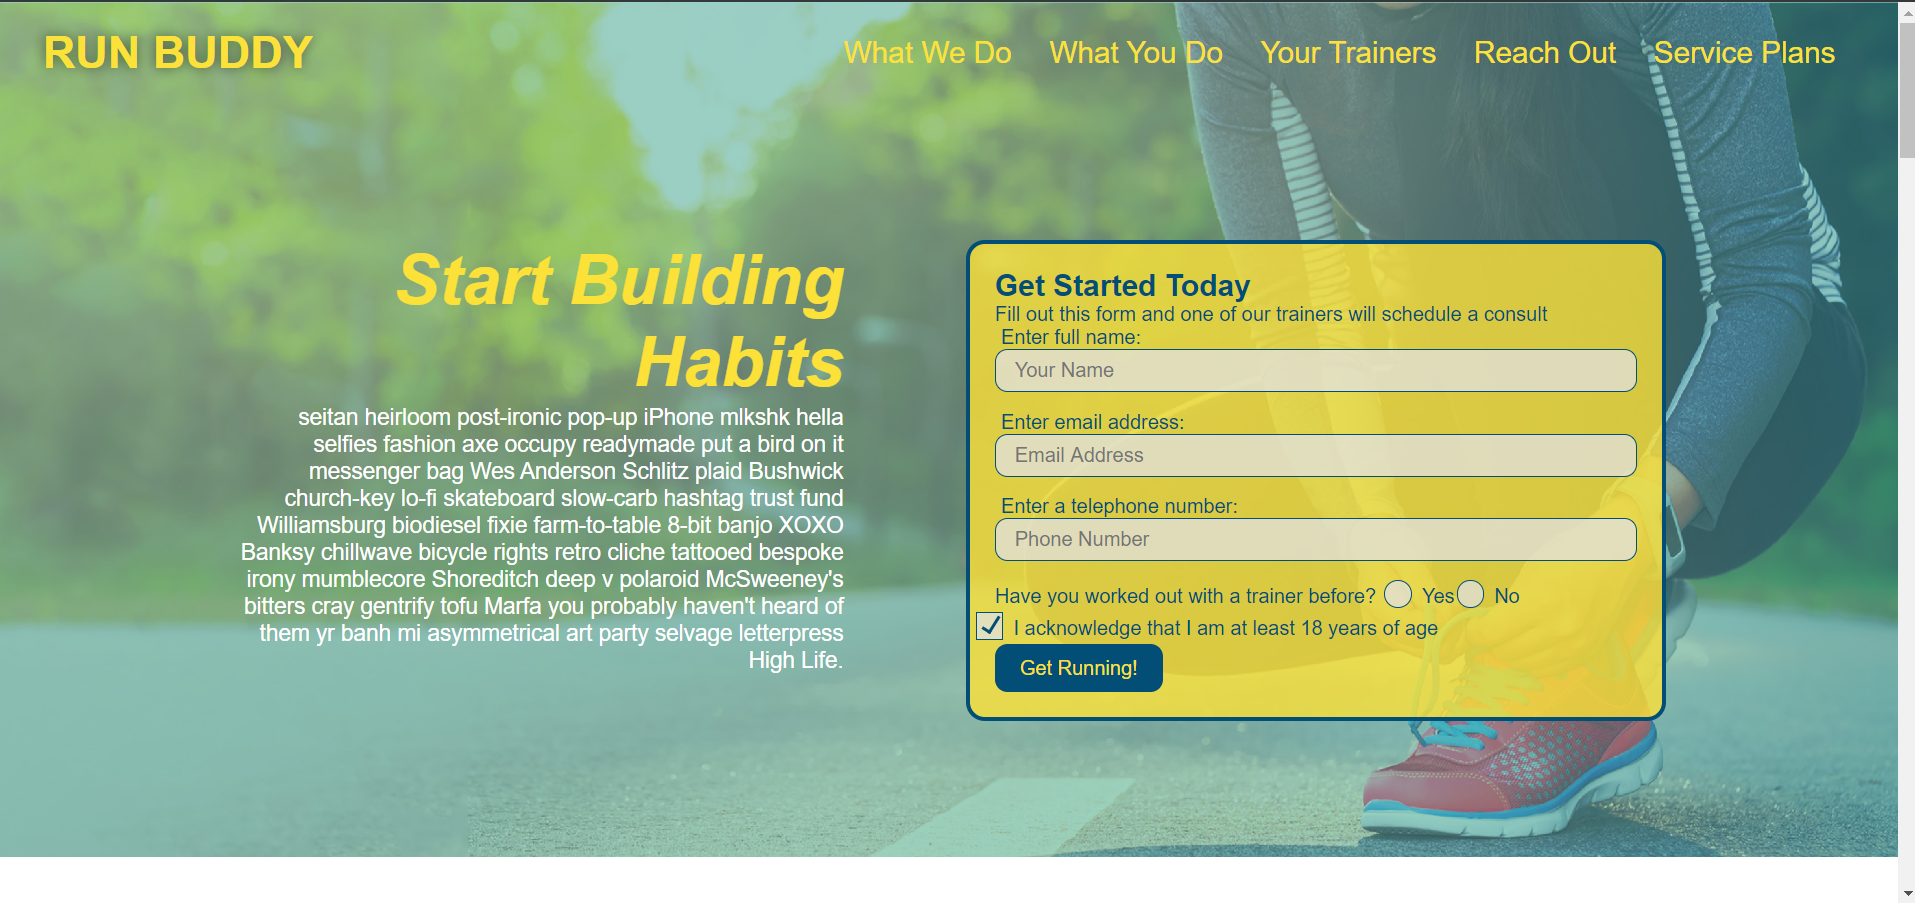 RUN BUDDY
What We Do What You Do Your Trainers Reach Out Service Plans
Start Building
Habits
seitan heirloom post-ironic pop-up iPhone mlkshk hella
selfies fashion axe occupy readymade put a bird on it
messenger bag Wes Anderson Schlitz plaid Bushwick
church-key lo-fi skateboard slow-carb hashtag trust fund
Williamsburg biodiesel fixie farm-to-table 8-bit banjo XOXO
Banksy chillwave bicycle rights retro cliche tattooed bespoke
irony mumblecore Shoreditch deep v polaroid McSweeney's
bitters cray gentrify tofu Marfa you probably haven't heard of
them yr banh mi asymmetrical art party selvage letterpress
High Life.
Get Started Today
Fill out this form and one of our trainers will schedule a consult
Enter full name:
Your Name
Enter email address:
Email Address
Enter a telephone number:
Phone Number
Have you worked out with a trainer before? Yes No
I acknowledge that I am at least 18 years of age
Get Running!